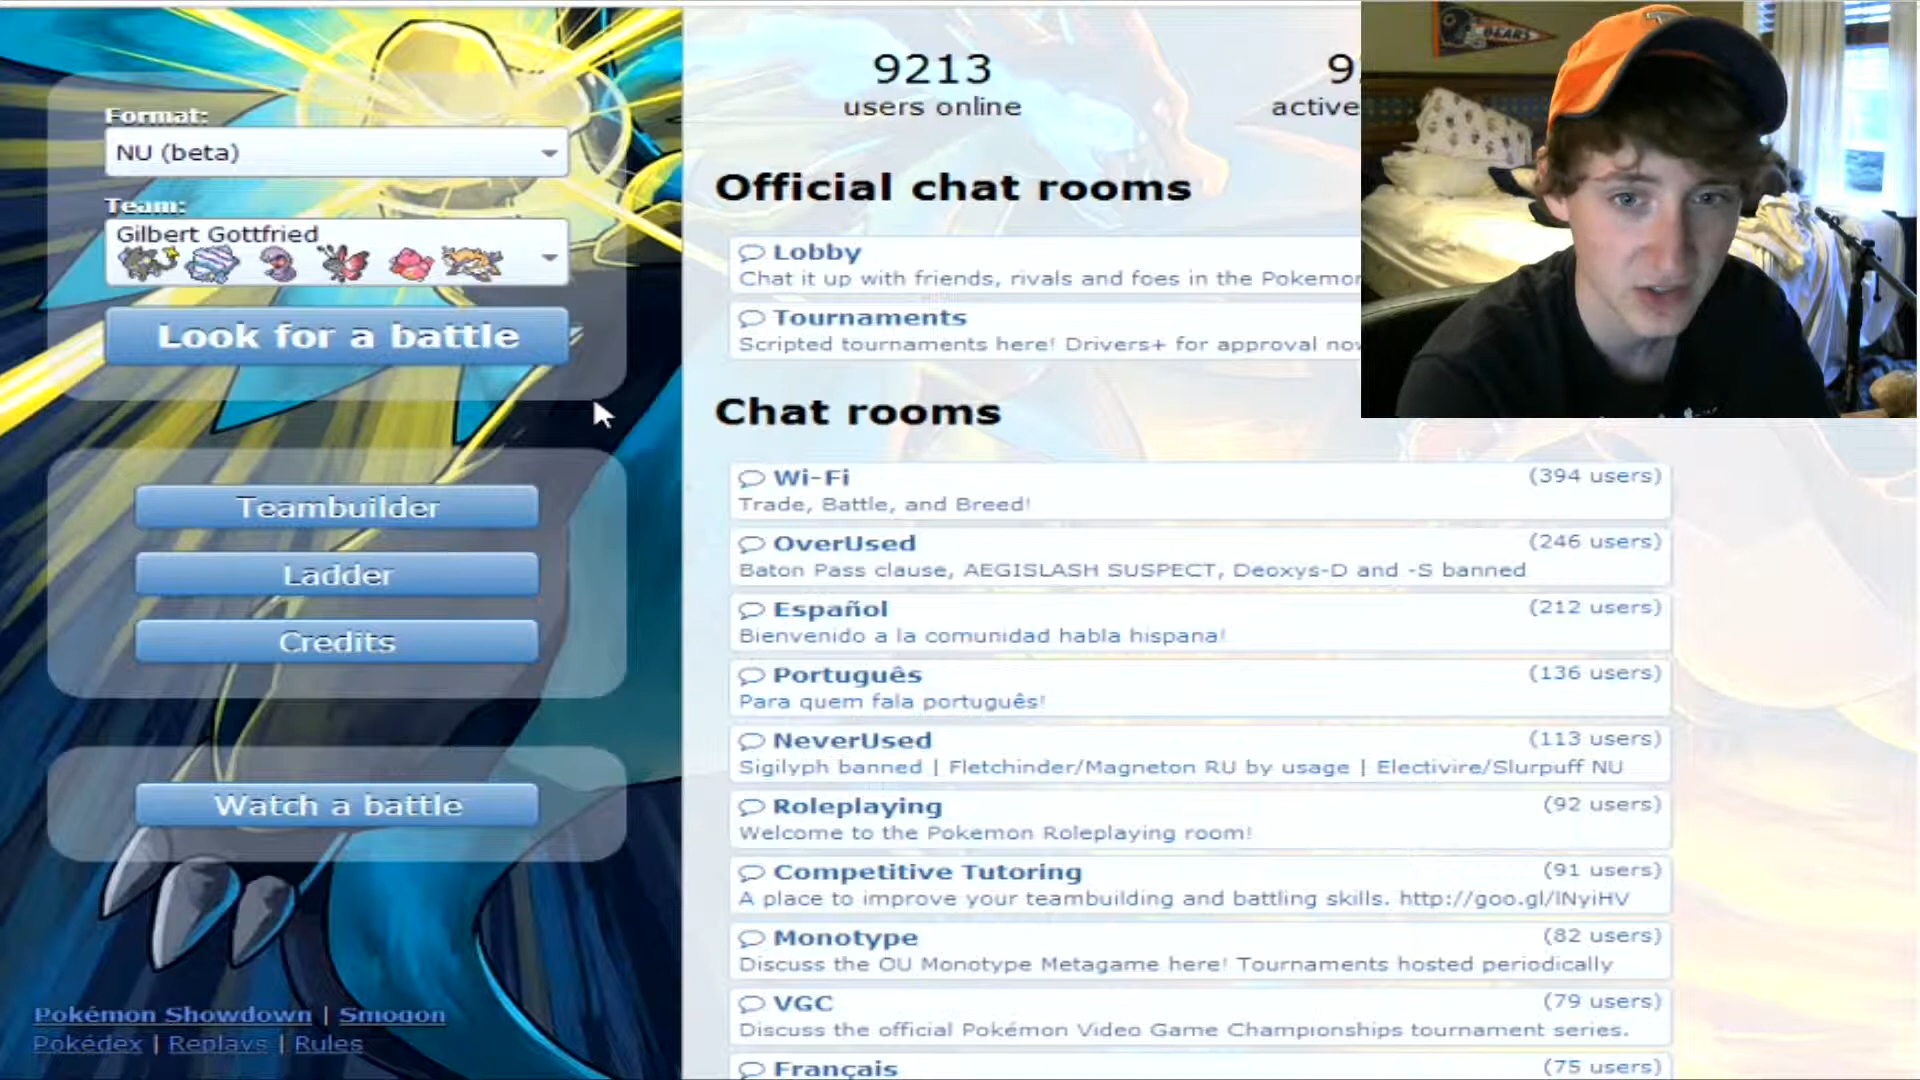 Format:
NU (beta)
Team:
Gilbert Gottfried
Look for a battle
Teambuilder
Ladder
Credits
Watch a battle
Pokémon Showdown | Smogon
Pokédex | Replays | Rules
9213
users online
9
active
Official chat rooms
Lobby
Chat it up with friends, rivals and foes in the Pokemon
Tournaments
Scripted tournaments here! Drivers+ for approval now
Chat rooms
Wi-Fi (394 users)
Trade, Battle, and Breed!
OverUsed (246 users)
Baton Pass clause, AEGISLASH SUSPECT, Deoxys-D and -S banned
Español (212 users)
Bienvenido a la comunidad habla hispana!
Português (136 users)
Para quem fala português!
NeverUsed (113 users)
Sigilyph banned | Fletchinder/Magneton RU by usage | Electivire/Slurpuff NU
Roleplaying (92 users)
Welcome to the Pokemon Roleplaying room!
Competitive Tutoring (91 users)
A place to improve your teambuilding and battling skills. http://goo.gl/lNyiHV
Monotype (82 users)
Discuss the OU Monotype Metagame here! Tournaments hosted periodically
VGC (79 users)
Discuss the official Pokémon Video Game Championships tournament series.
Français (75 users)
BEARS